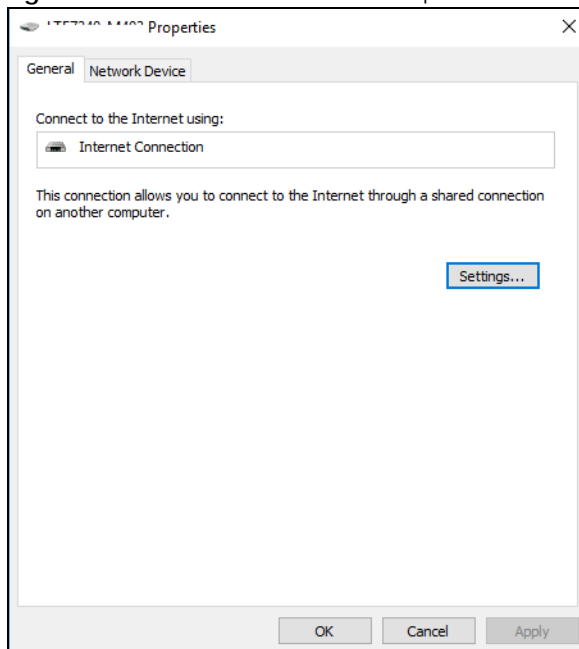 Properties
General
Network Device
Connect to the Internet using:
Internet Connection
This connection allows you to connect to the Internet through a shared connection
on another computer.
Settings...
OK
Cancel
Apply